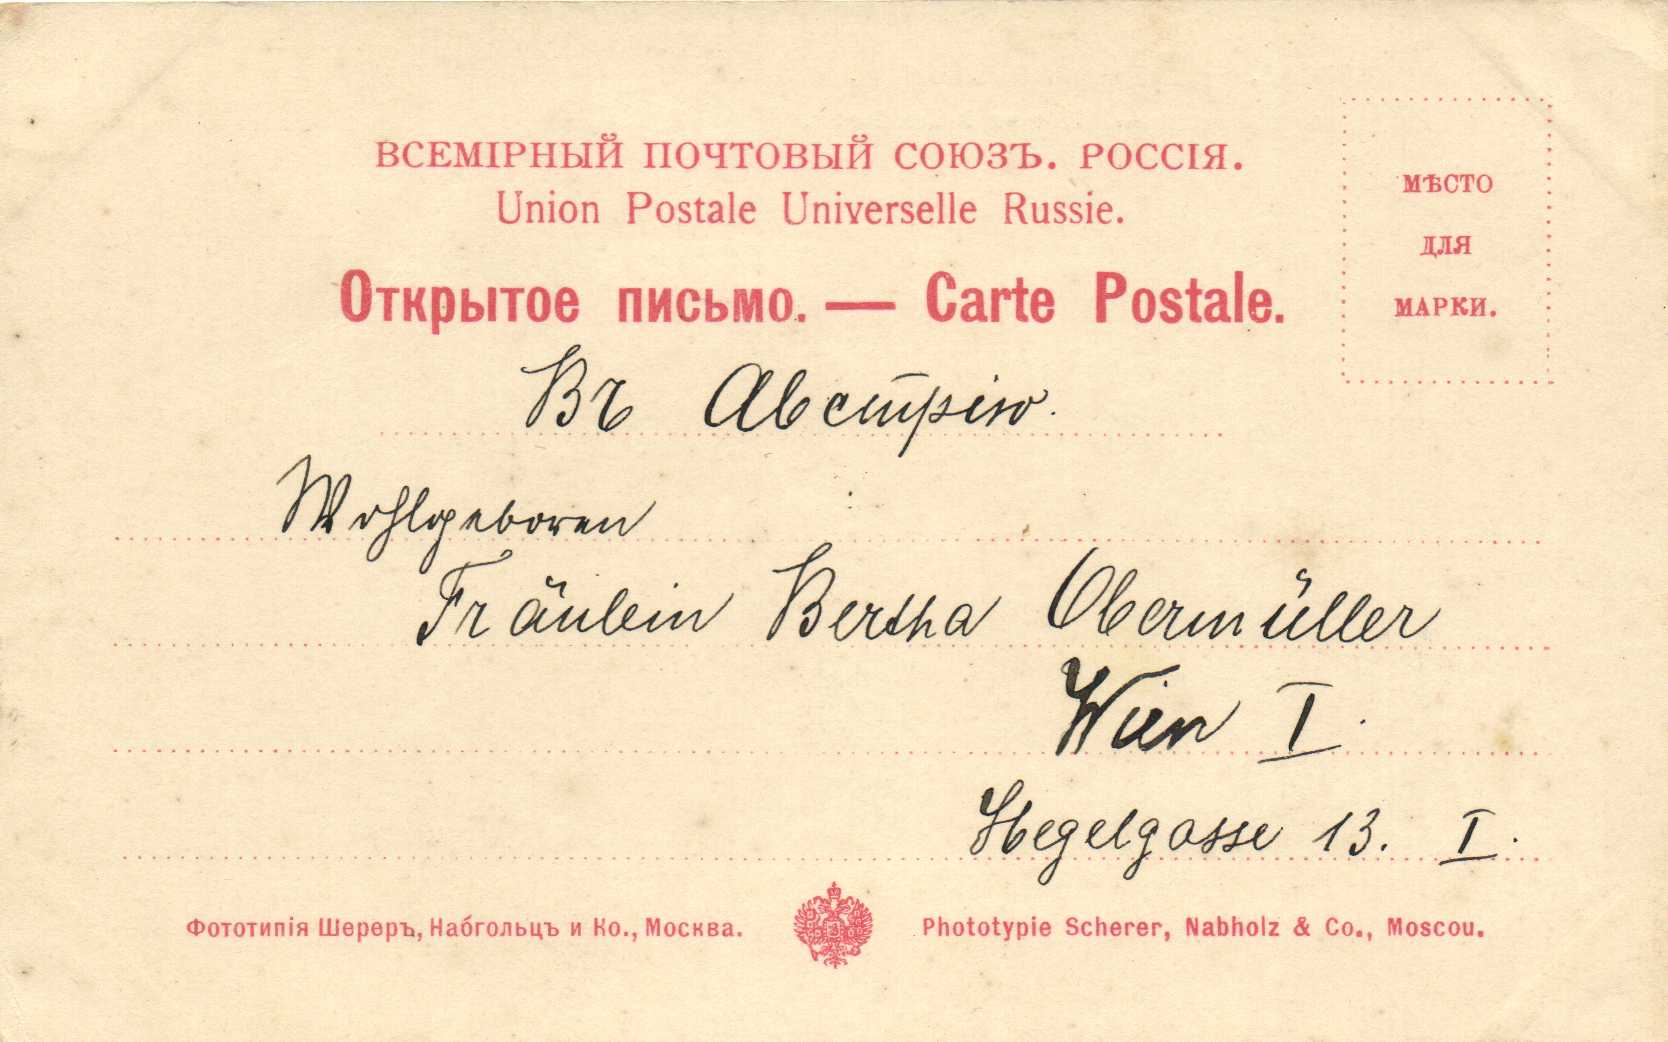 ВСЕМІРНЫЙ ПОЧТОВЫЙ СОЮЗЪ. РОССІЯ.
Union Postale Universelle Russie.
Открытое письмо. — Carte Postale.
МѢСТО
ДЛЯ
МАРКИ.
Въ Австрію.
Wohlgeboren
Fräulein Bertha Obermüller
Wien I.
Hegelgasse 13. I.
Фототипія Шереръ, Набгольцъ и Ко., Москва.
Phototypie Scherer, Nabholz & Co., Moscou.